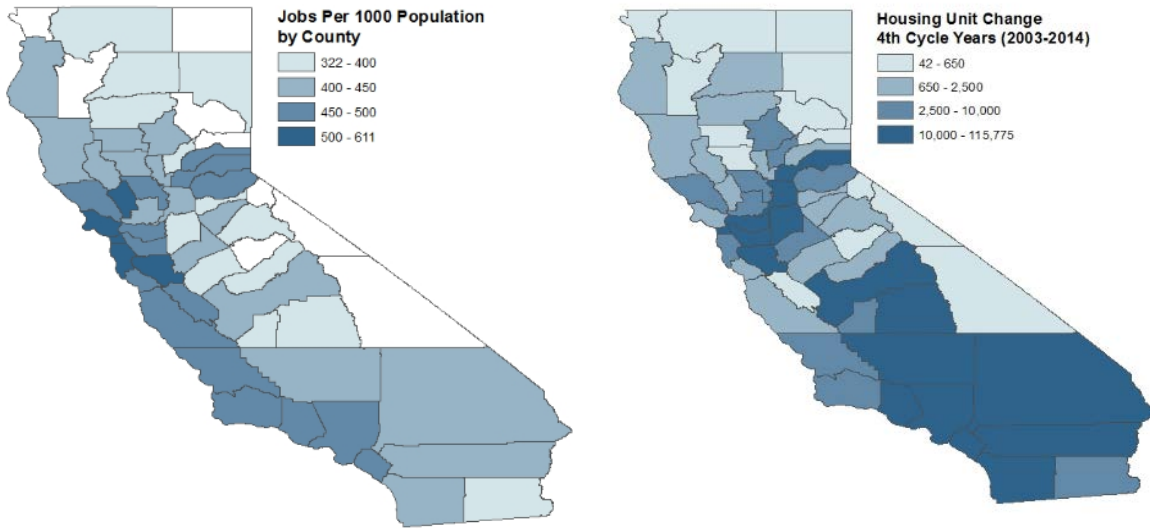 Jobs Per 1000 Population
by County
322 - 400
400 - 450
450 - 500
500 - 611
Housing Unit Change
4th Cycle Years (2003-2014)
42 - 650
650 - 2,500
2,500 - 10,000
10,000 - 115,775